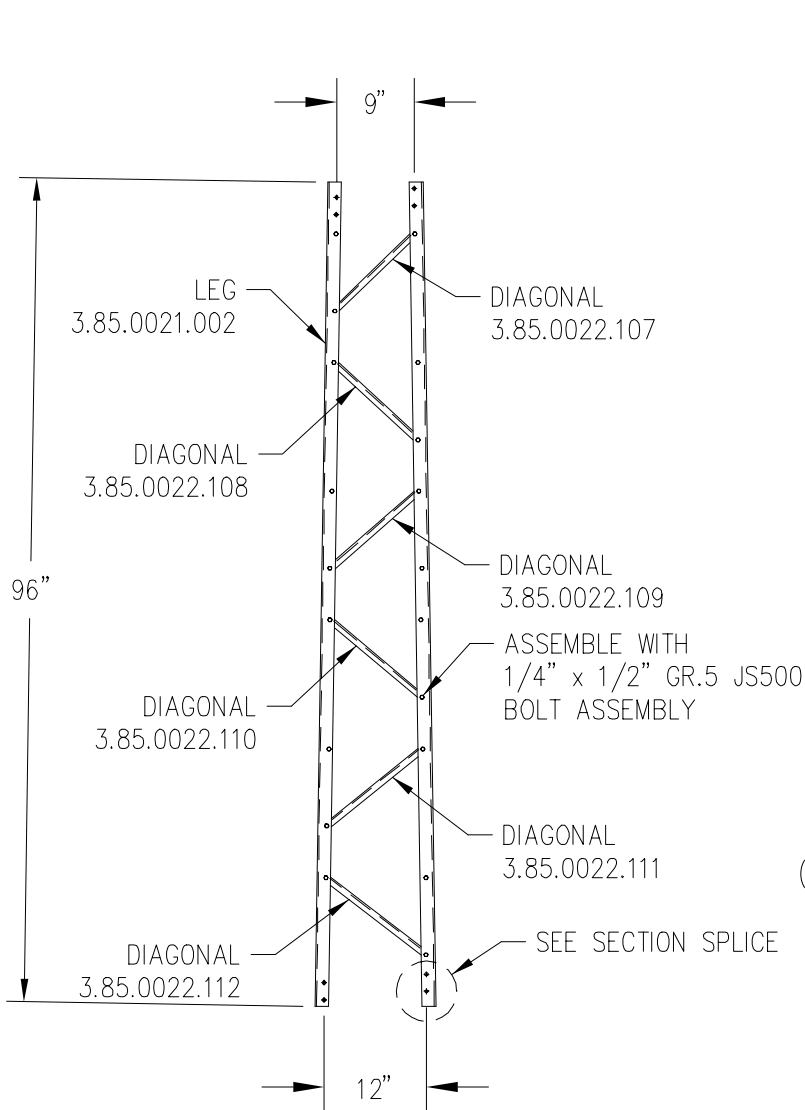 9"
LEG
3.85.0021.002
DIAGONAL
3.85.0022.107
DIAGONAL
3.85.0022.108
96"
DIAGONAL
3.85.0022.109
ASSEMBLE WITH
1/4" x 1/2" GR.5 JS500
BOLT ASSEMBLY
DIAGONAL
3.85.0022.110
DIAGONAL
3.85.0022.111
(
SEE SECTION SPLICE
DIAGONAL
3.85.0022.112
12"